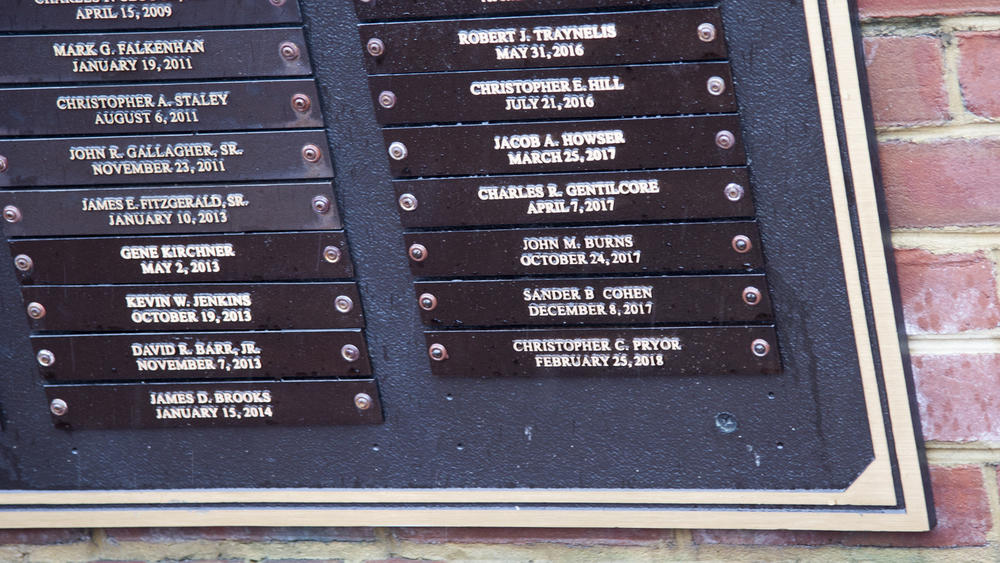 APRIL 15, 2009
MARK G. FALKENHAN
JANUARY 19, 2011
CHRISTOPHER A. STALEY
AUGUST 6, 2011
JOHN R. GALLAGHER, SR.
NOVEMBER 23, 2011
JAMES E. FITZGERALD, SR.
JANUARY 10, 2013
GENE KIRCHNER
MAY 2, 2013
KEVIN W. JENKINS
OCTOBER 19, 2013
DAVID R. BARR, JR.
NOVEMBER 7, 2013
JAMES D. BROOKS
JANUARY 15, 2014
ROBERT J. TRAYNELIS
MAY 31, 2016
CHRISTOPHER E. HILL
JULY 21, 2016
JACOB A. HOWSER
MARCH 25, 2017
CHARLES R. GENTILCORE
APRIL 7, 2017
JOHN M. BURNS
OCTOBER 24, 2017
SANDER B COHEN
DECEMBER 8, 2017
CHRISTOPHER C. PRYOR
FEBRUARY 25, 2018